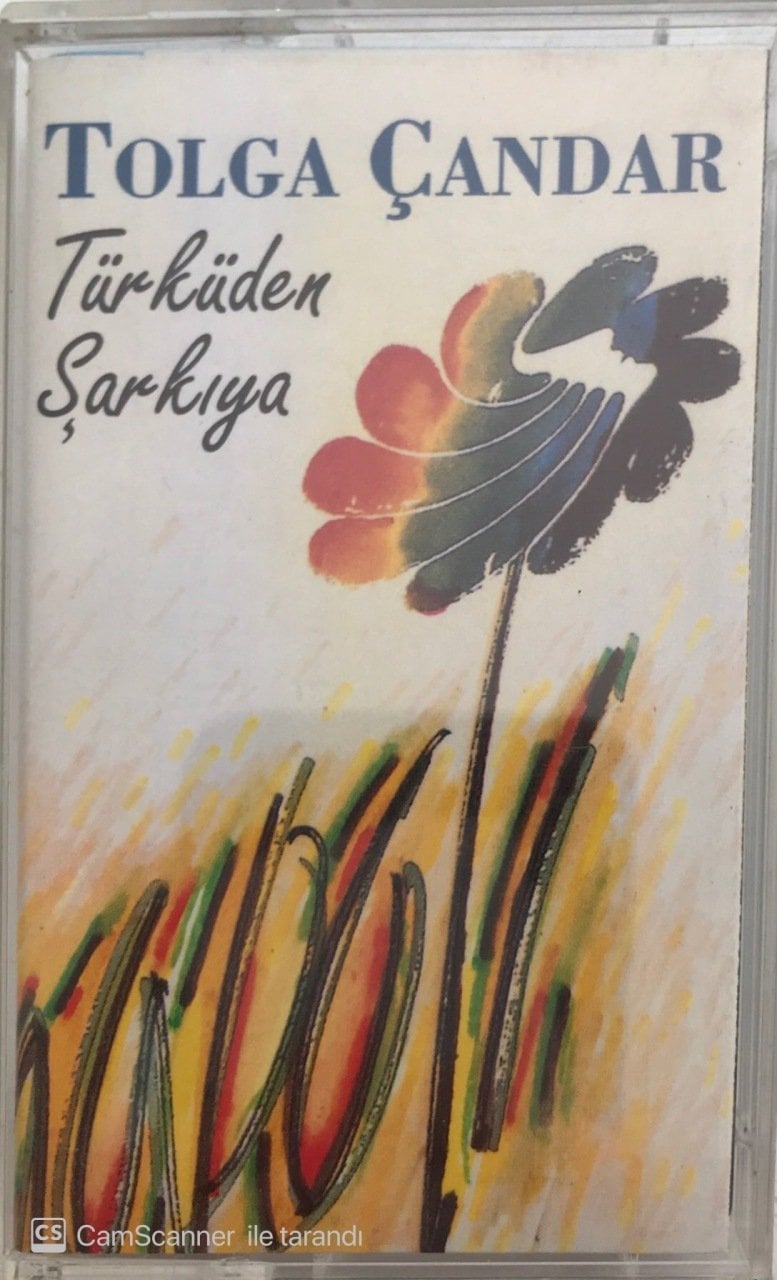 TOLGA ÇANDAR
Türküden
Şarkıya
CS CamScanner ile tarandı